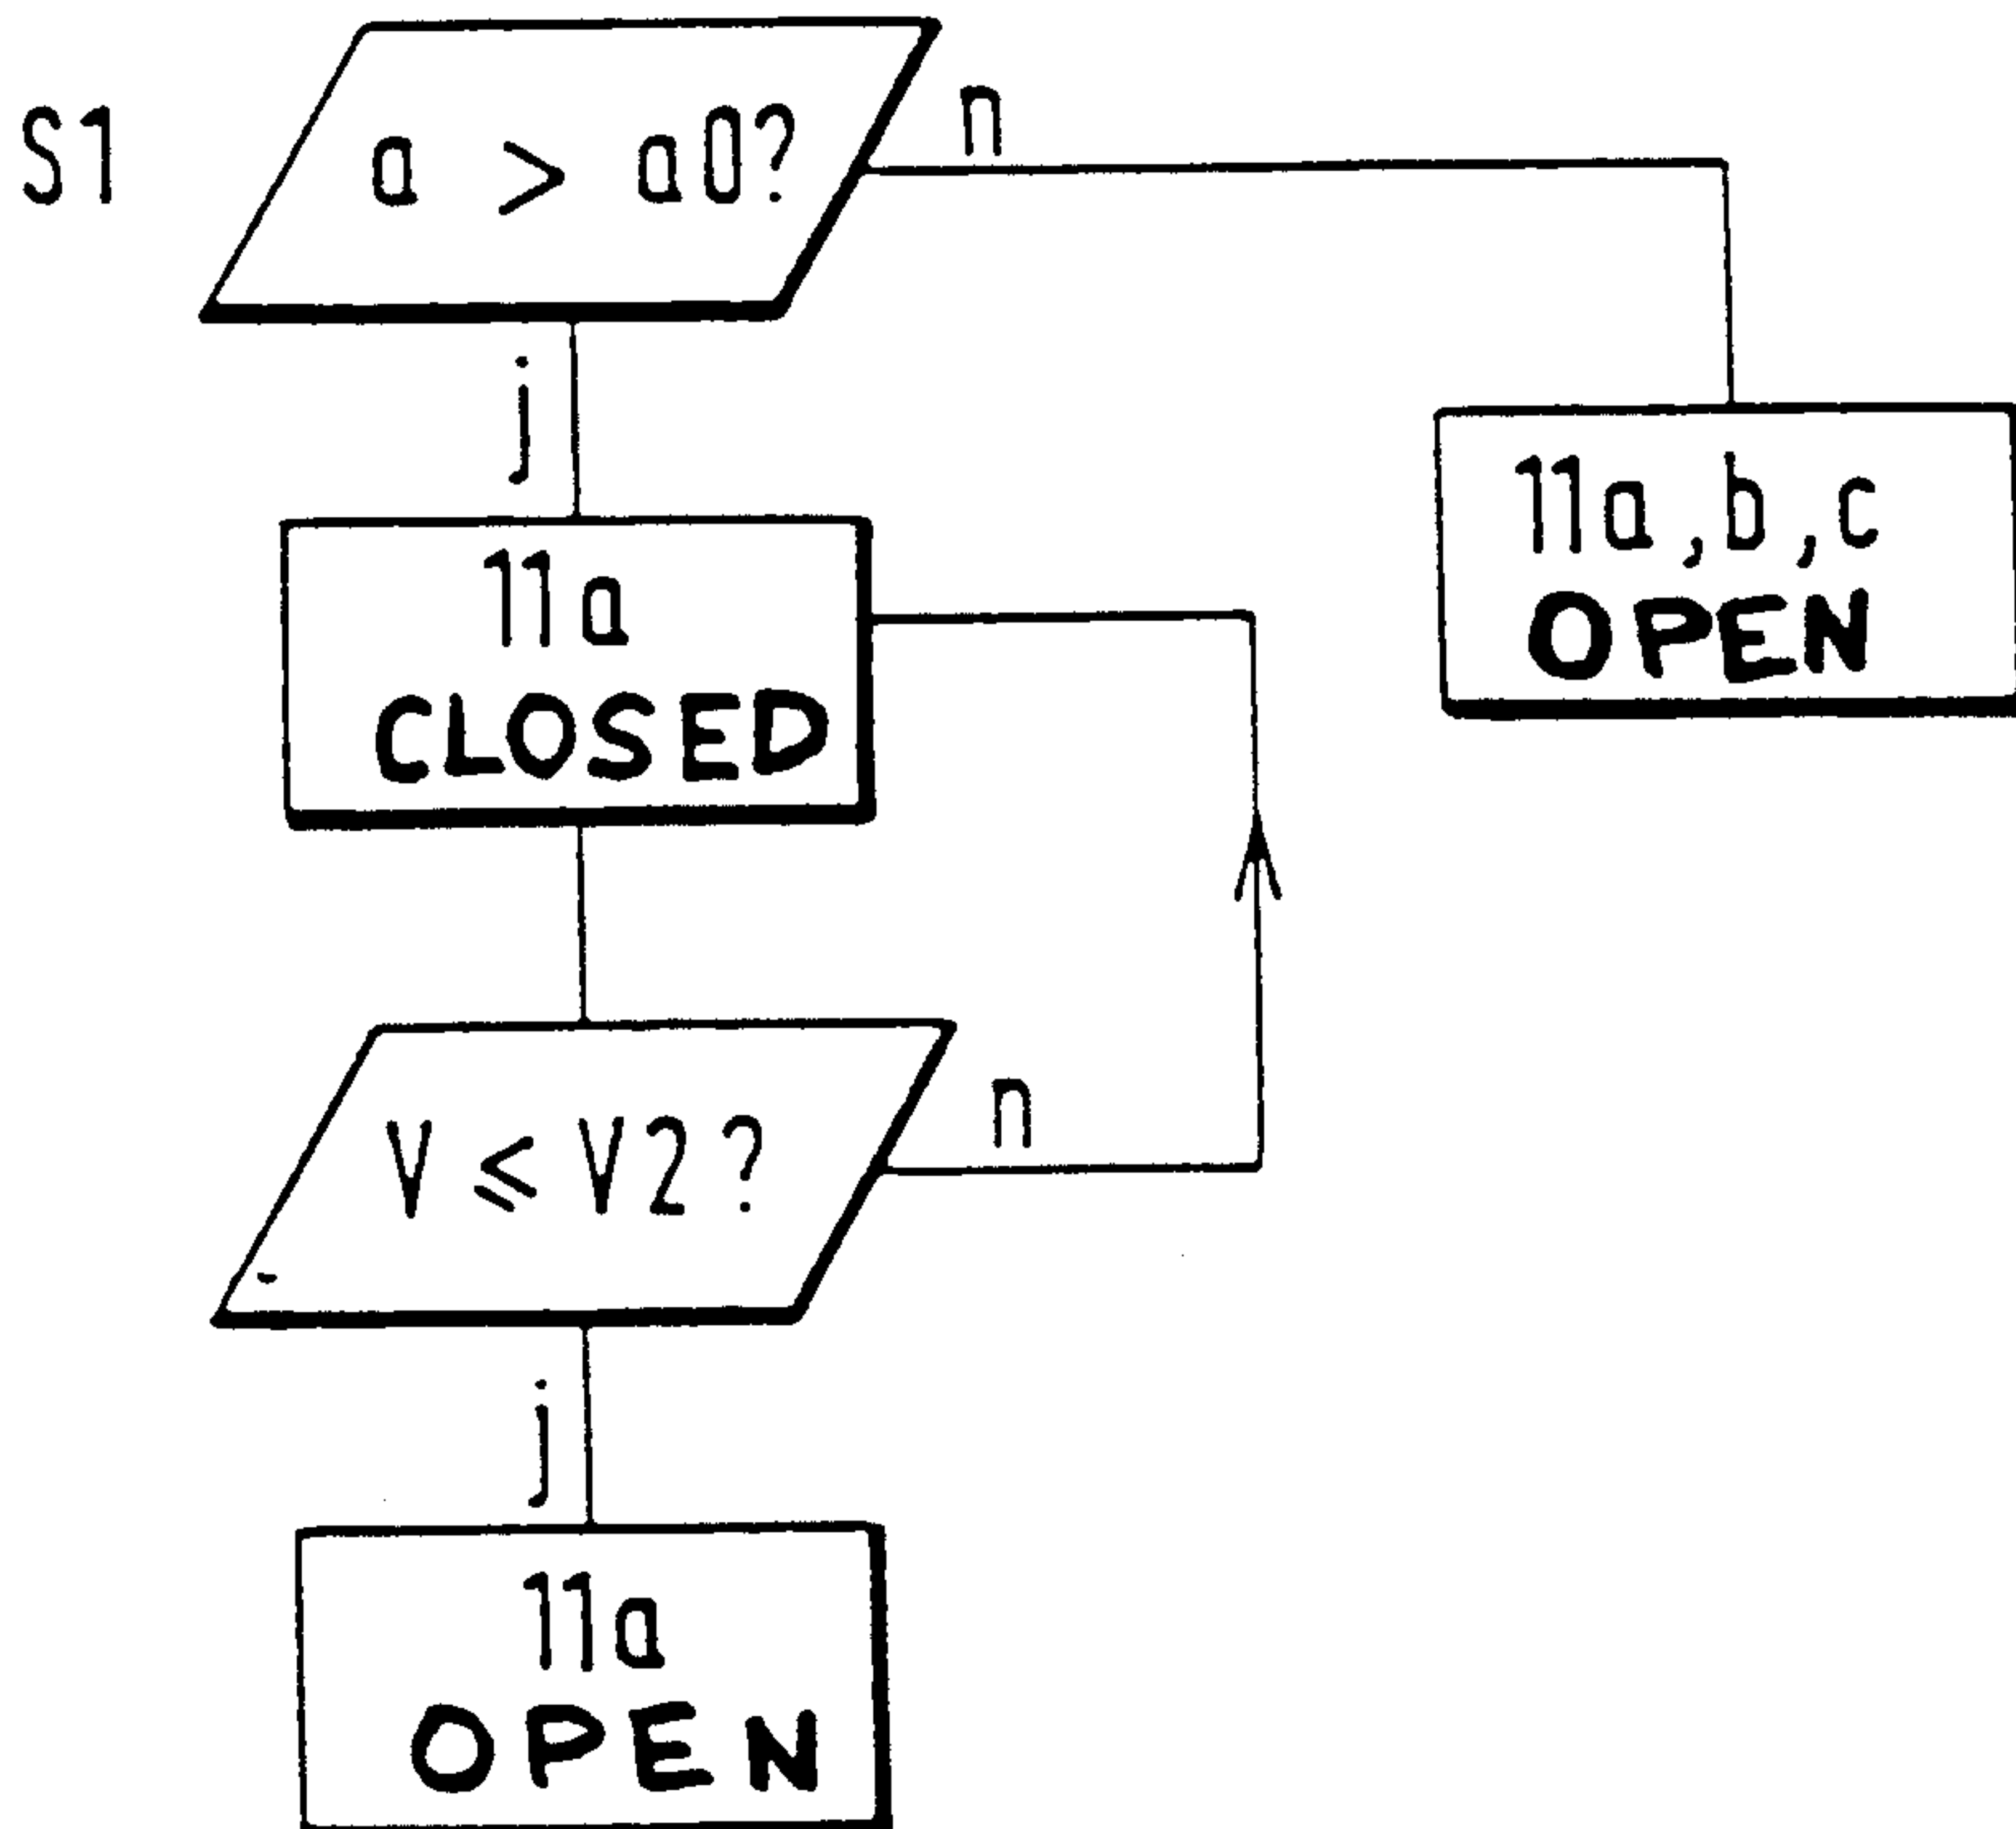 S1
a > a0?
n
j
11a,b,c
OPEN
11a
CLOSED
V ≤ V2?
n
j
11a
OPEN